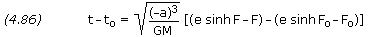 (4.86) t - t₀ = √((-a)³ / GM) [(e sinh F - F) - (e sinh F₀ - F₀)]